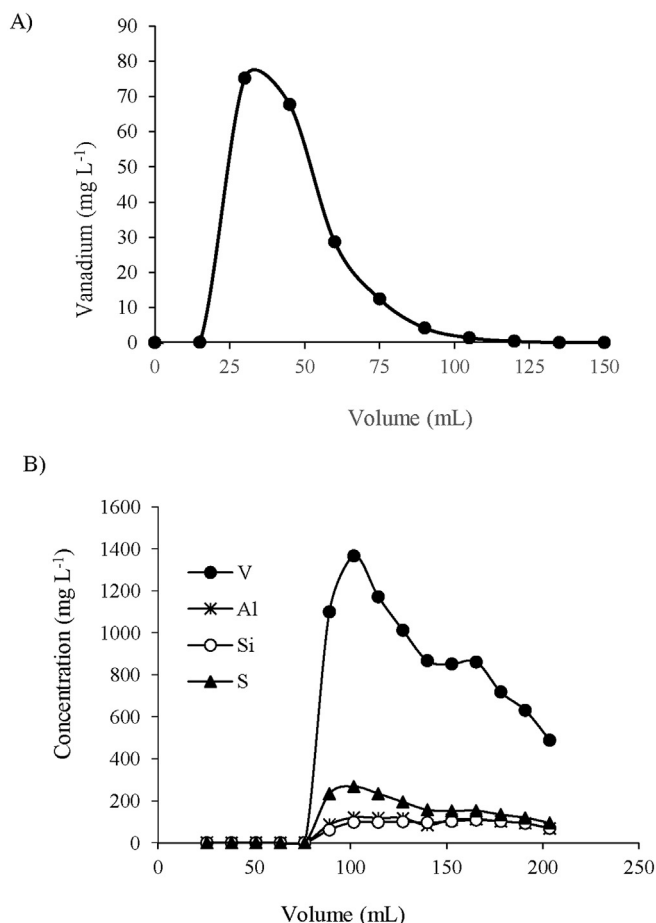 A)
Vanadium (mg L-1)
90
80
70
60
50
40
30
20
10
0
0 25 50 75 100 125 150
Volume (mL)
B)
Concentration (mg L-1)
1600
1400
1200
1000
800
600
400
200
0
V
Al
Si
S
0 50 100 150 200 250
Volume (mL)